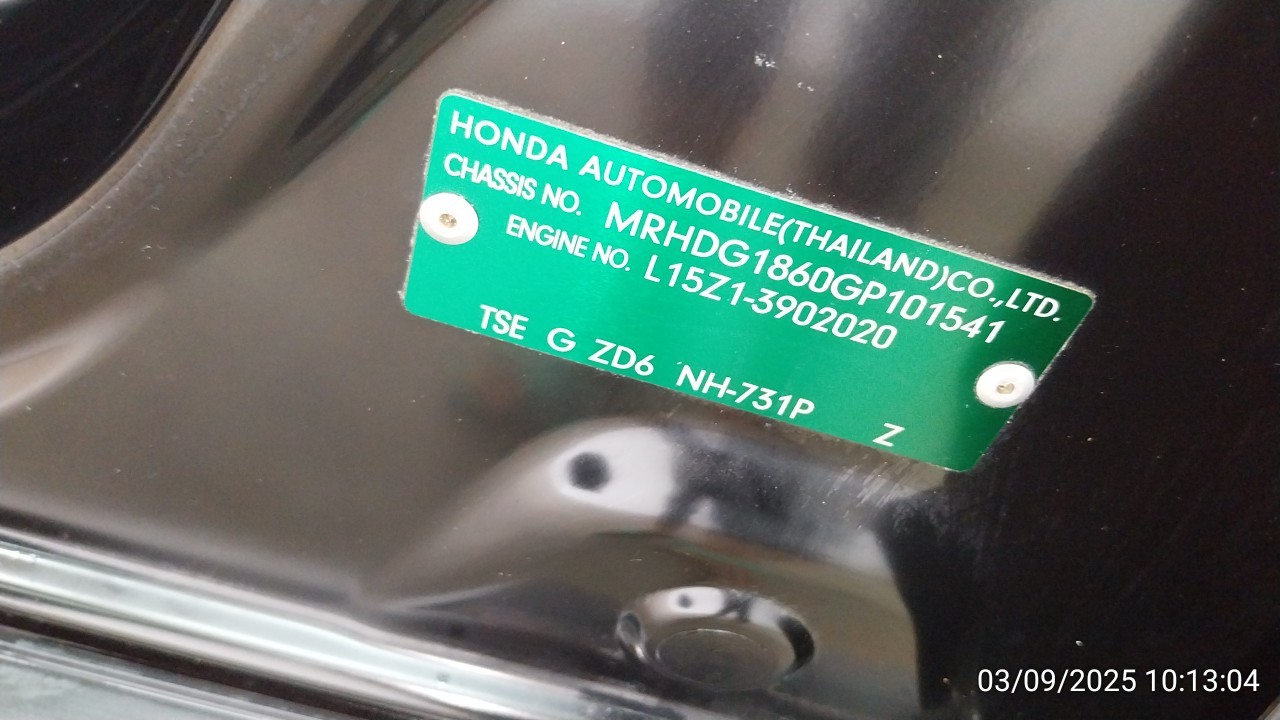 HONDA AUTOMOBILE(THAILAND)CO.,LTD.
CHASSIS NO. MRHDG1860GP101541
ENGINE NO. L15Z1-3902020
TSE G ZD6 NH-731P Z
03/09/2025 10:13:04